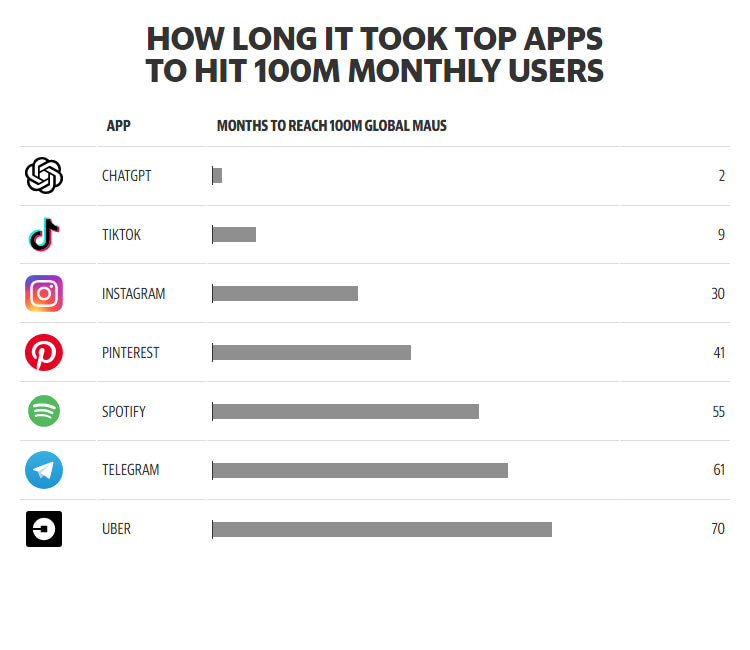 HOW LONG IT TOOK TOP APPS
TO HIT 100M MONTHLY USERS
APP MONTHS TO REACH 100M GLOBAL MAUS
CHATGPT 2
TIKTOK 9
INSTAGRAM 30
PINTEREST 41
SPOTIFY 55
TELEGRAM 61
UBER 70